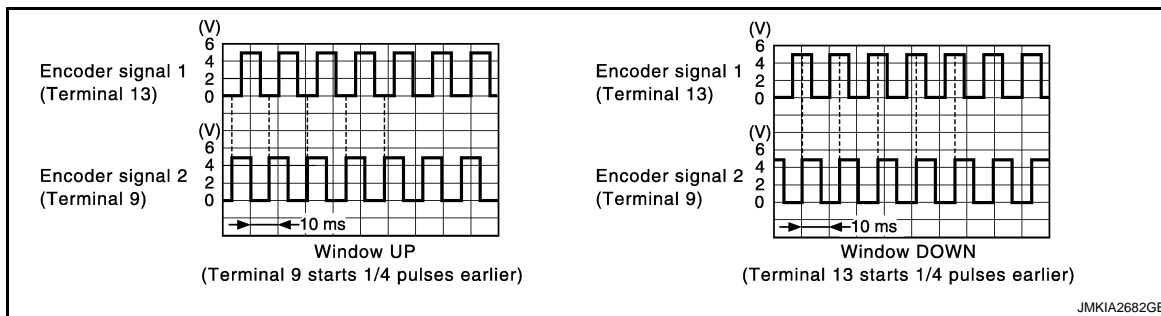 (V)
6
4
2
0
Encoder signal 1
(Terminal 13)
(V)
6
4
2
0
Encoder signal 2
(Terminal 9)
10 ms
Window UP
(Terminal 9 starts 1/4 pulses earlier)
(V)
6
4
2
0
Encoder signal 1
(Terminal 13)
(V)
6
4
2
0
Encoder signal 2
(Terminal 9)
10 ms
Window DOWN
(Terminal 13 starts 1/4 pulses earlier)
JMKIA2682GB